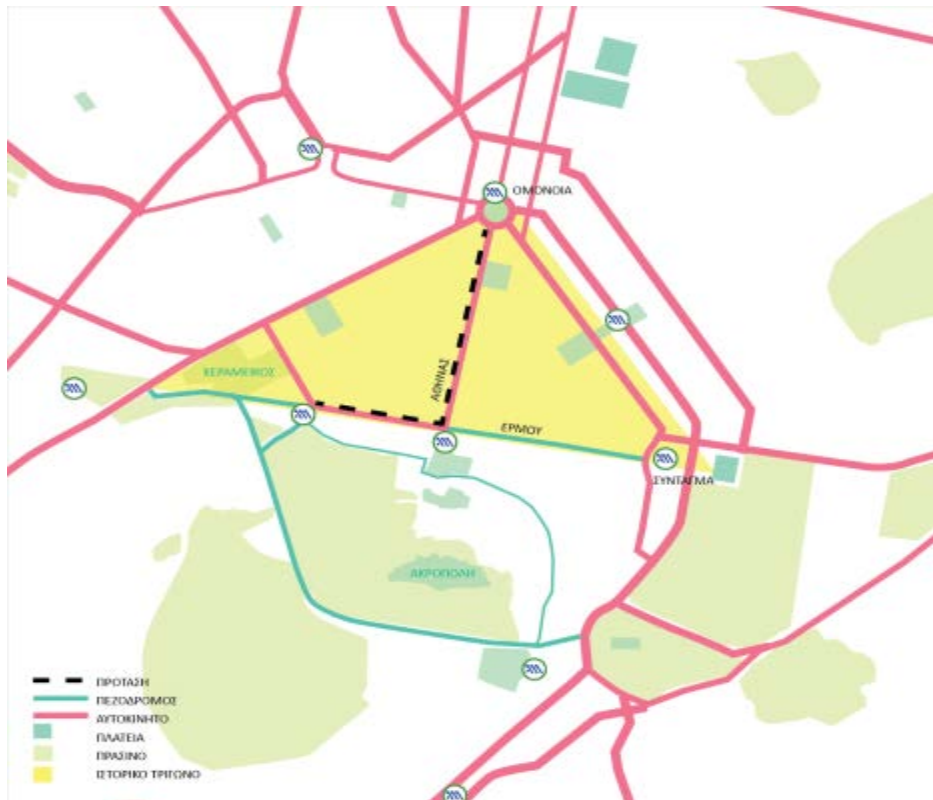 ΟΜΟΝΟΙΑ
ΚΕΡΑΜΕΙΚΟΣ
ΑΘΗΝΑΣ
ΕΡΜΟΥ
ΣΥΝΤΑΓΜΑ
ΑΚΡΟΠΟΛΗ
ΠΡΟΤΑΣΗ
ΠΕΖΟΔΡΟΜΟΣ
ΑΥΤΟΚΙΝΗΤΟ
ΠΛΑΤΕΙΑ
ΠΡΑΣΙΝΟ
ΙΣΤΟΡΙΚΟ ΤΡΙΓΩΝΟ